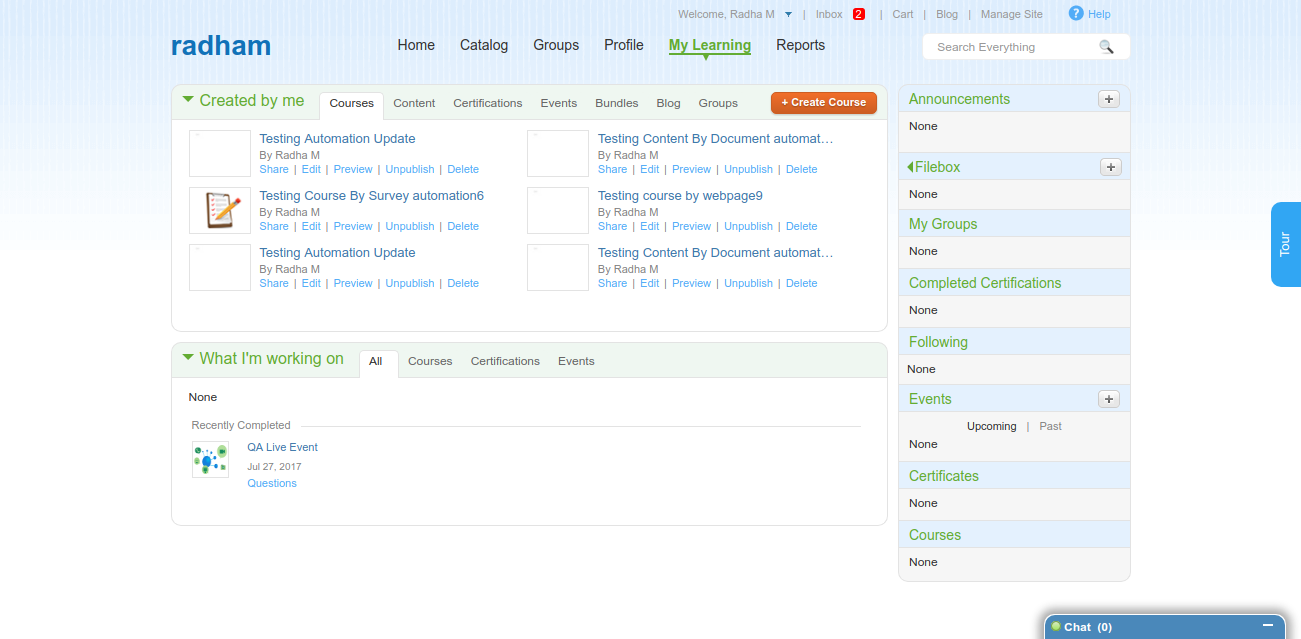 Welcome, Radha M | Inbox 2 | Cart | Blog | Manage Site ? Help
radham
Home Catalog Groups Profile My Learning Reports
Search Everything
Created by me Courses Content Certifications Events Bundles Blog Groups + Create Course
Testing Automation Update
By Radha M
Share | Edit | Preview | Unpublish | Delete
Testing Content By Document automat…
By Radha M
Share | Edit | Preview | Unpublish | Delete
Testing Course By Survey automation6
By Radha M
Share | Edit | Preview | Unpublish | Delete
Testing course by webpage9
By Radha M
Share | Edit | Preview | Unpublish | Delete
Testing Automation Update
By Radha M
Share | Edit | Preview | Unpublish | Delete
Testing Content By Document automat…
By Radha M
Share | Edit | Preview | Unpublish | Delete
What I'm working on All Courses Certifications Events
None
Recently Completed
QA Live Event
Jul 27, 2017
Questions
Announcements +
None
Filebox +
None
My Groups
None
Completed Certifications
None
Following
None
Events +
Upcoming | Past
None
Certificates
None
Courses
None
Tour
Chat (0)